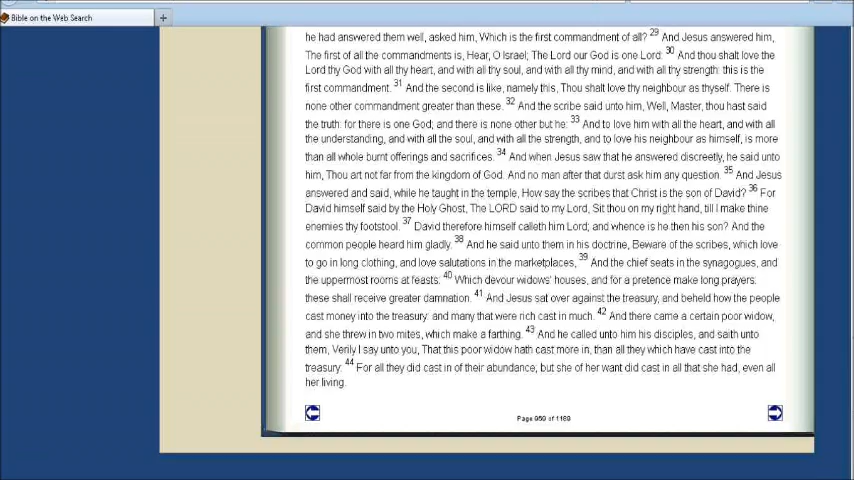 Bible on the Web Search
he had answered them well, asked him, Which is the first commandment of all? 29 And Jesus answered him,
The first of all the commandments is, Hear, O Israel; The Lord our God is one Lord: 30 And thou shalt love the
Lord thy God with all thy heart, and with all thy soul, and with all thy mind, and with all thy strength: this is the
first commandment. 31 And the second is like, namely this, Thou shalt love thy neighbour as thyself. There is
none other commandment greater than these. 32 And the scribe said unto him, Well, Master, thou hast said
the truth: for there is one God; and there is none other but he: 33 And to love him with all the heart, and with all
the understanding, and with all the soul, and with all the strength, and to love his neighbour as himself, is more
than all whole burnt offerings and sacrifices. 34 And when Jesus saw that he answered discreetly, he said unto
him, Thou art not far from the kingdom of God. And no man after that durst ask him any question. 35 And Jesus
answered and said, while he taught in the temple, How say the scribes that Christ is the son of David? 36 For
David himself said by the Holy Ghost, The LORD said to my Lord, Sit thou on my right hand, till I make thine
enemies thy footstool. 37 David therefore himself calleth him Lord; and whence is he then his son? And the
common people heard him gladly. 38 And he said unto them in his doctrine, Beware of the scribes, which love
to go in long clothing, and love salutations in the marketplaces, 39 And the chief seats in the synagogues, and
the uppermost rooms at feasts: 40 Which devour widows' houses, and for a pretence make long prayers:
these shall receive greater damnation. 41 And Jesus sat over against the treasury, and beheld how the people
cast money into the treasury: and many that were rich cast in much. 42 And there came a certain poor widow,
and she threw in two mites, which make a farthing. 43 And he called unto him his disciples, and saith unto
them, Verily I say unto you, That this poor widow hath cast more in, than all they which have cast into the
treasury: 44 For all they did cast in of their abundance; but she of her want did cast in all that she had, even all
her living.
Page 969 of 1189